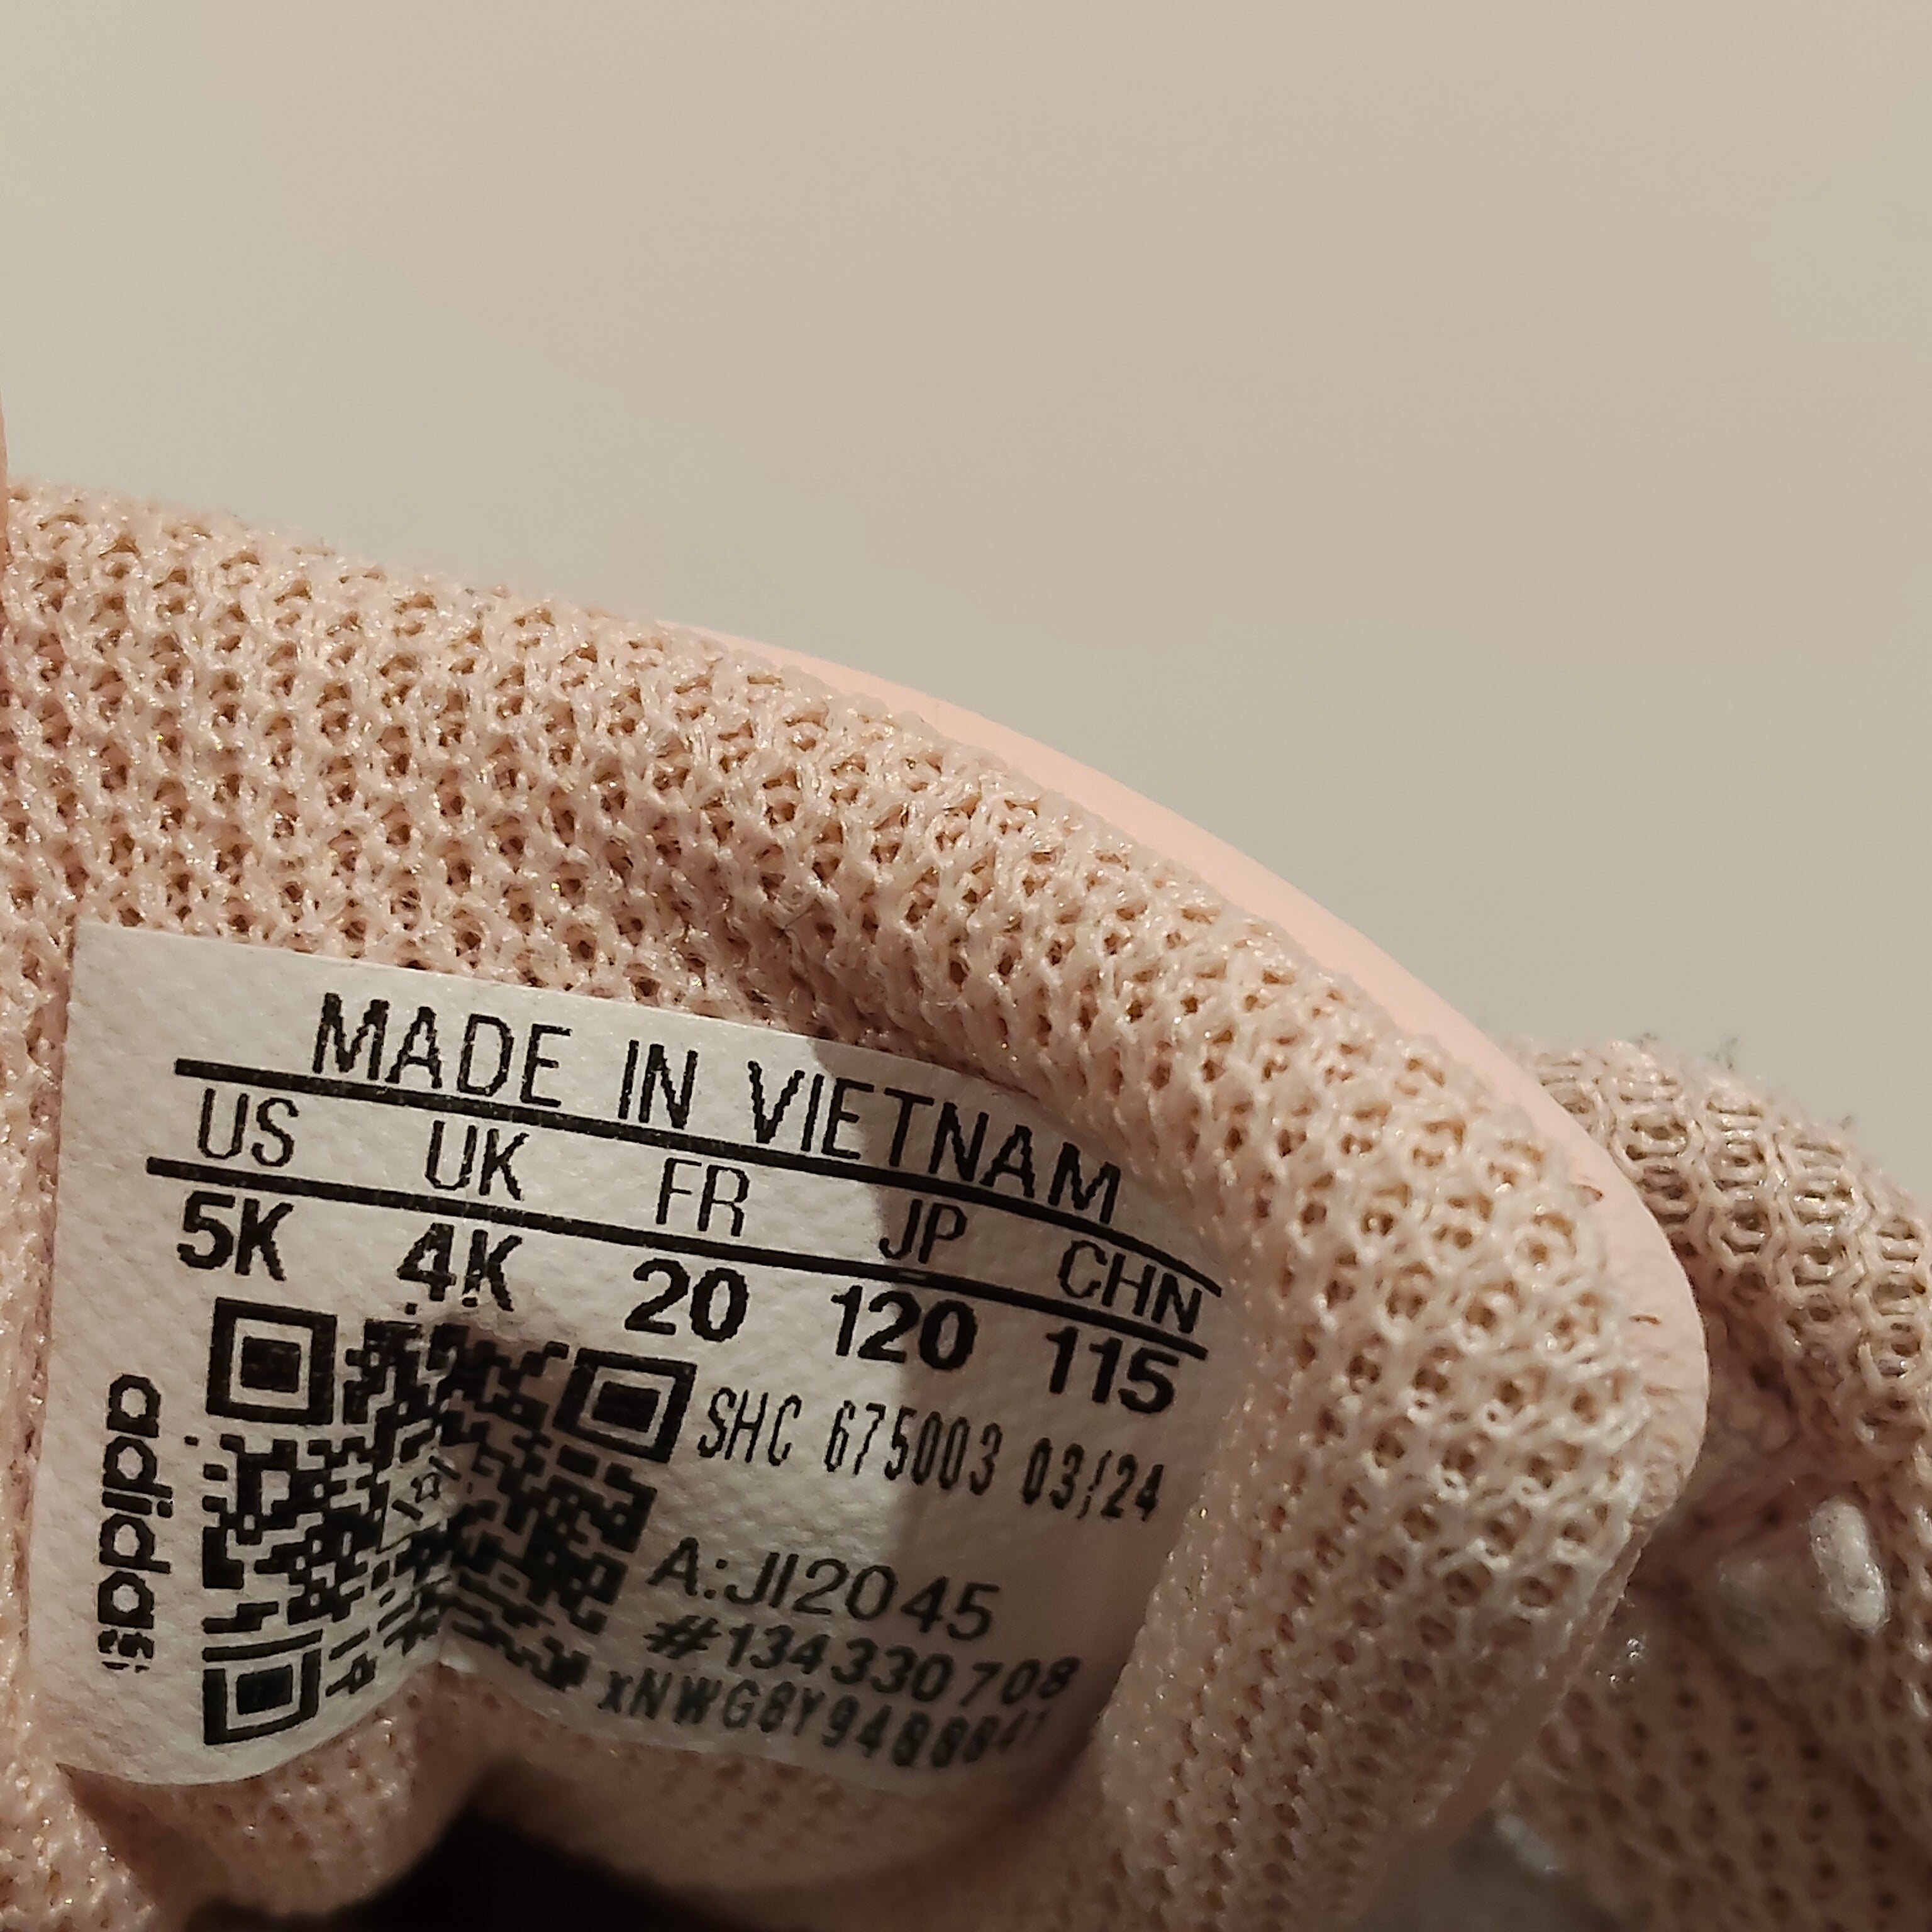 MADE IN VIETNAM
US UK FR JP CHN
5K 4K 20 120 115
SHC 675003 03/24
A:JI2045
#134330708
adidas